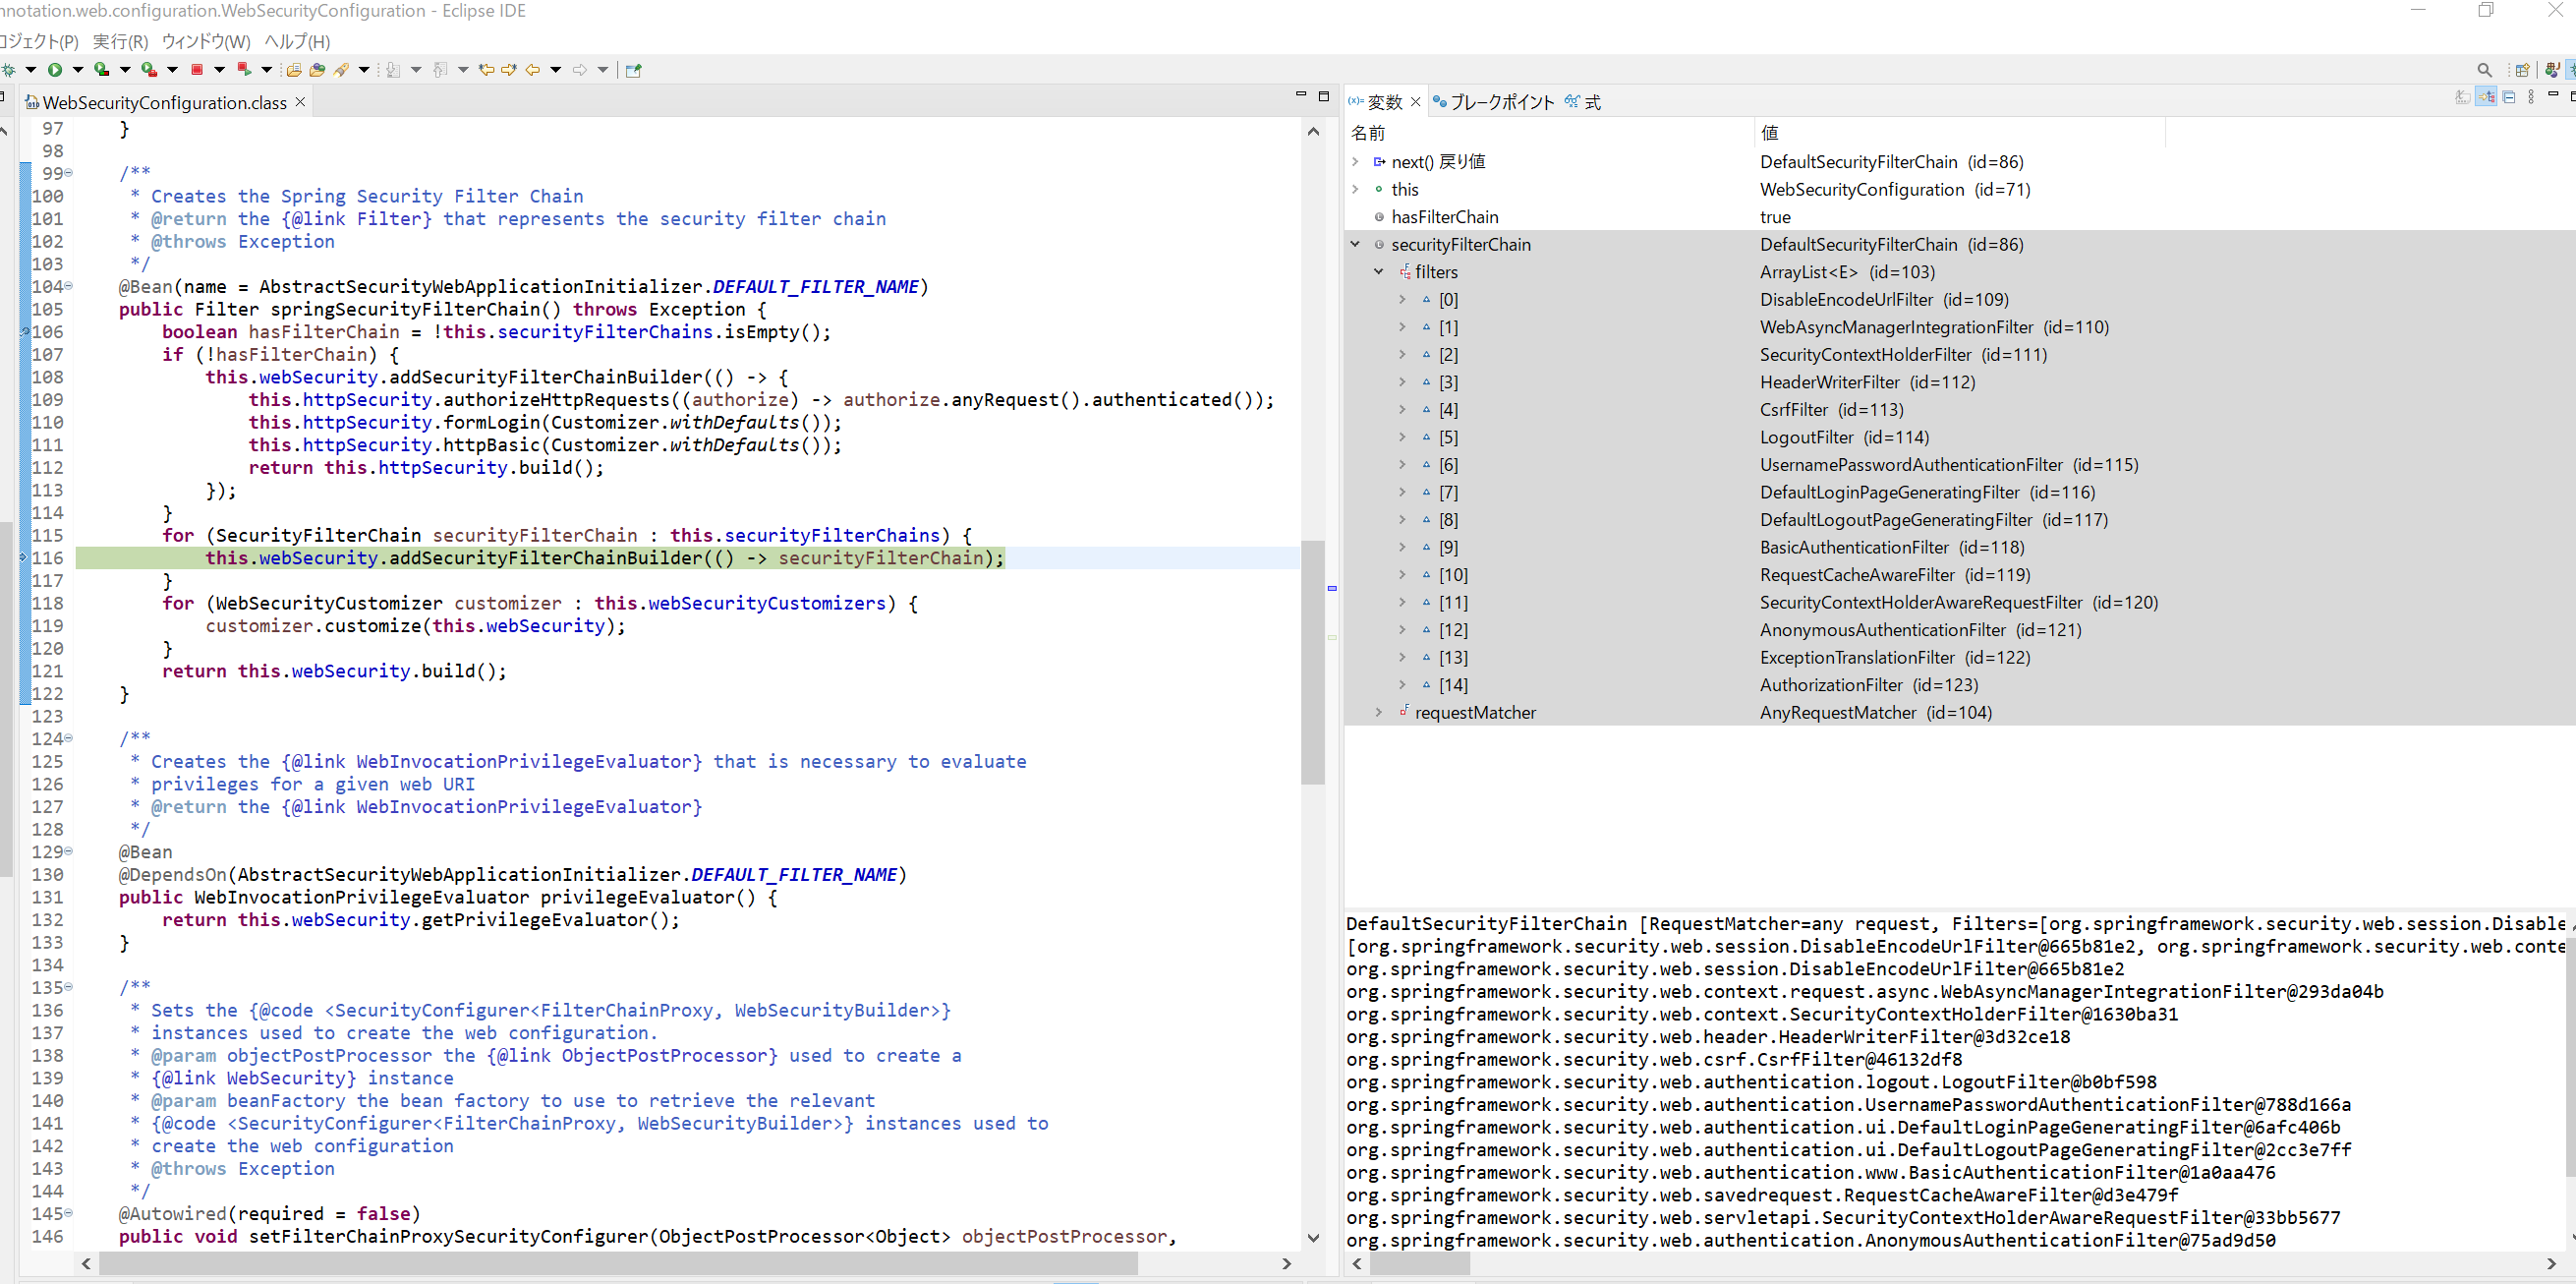 nnotation.web.configuration.WebSecurityConfiguration - Eclipse IDE
ロジェクト(P) 実行(R) ウィンドウ(W) ヘルプ(H)
WebSecurityConfiguration.class
97 }
98
99 /**
100 * Creates the Spring Security Filter Chain
101 * @return the {@link Filter} that represents the security filter chain
102 * @throws Exception
103 */
104 @Bean(name = AbstractSecurityWebApplicationInitializer.DEFAULT_FILTER_NAME)
105 public Filter springSecurityFilterChain() throws Exception {
106 boolean hasFilterChain = !this.securityFilterChains.isEmpty();
107 if (!hasFilterChain) {
108 this.webSecurity.addSecurityFilterChainBuilder(() -> {
109 this.httpSecurity.authorizeHttpRequests((authorize) -> authorize.anyRequest().authenticated());
110 this.httpSecurity.formLogin(Customizer.withDefaults());
111 this.httpSecurity.httpBasic(Customizer.withDefaults());
112 return this.httpSecurity.build();
113 });
114 }
115 for (SecurityFilterChain securityFilterChain : this.securityFilterChains) {
116 this.webSecurity.addSecurityFilterChainBuilder(() -> securityFilterChain);
117 }
118 for (WebSecurityCustomizer customizer : this.webSecurityCustomizers) {
119 customizer.customize(this.webSecurity);
120 }
121 return this.webSecurity.build();
122 }
123
124 /**
125 * Creates the {@link WebInvocationPrivilegeEvaluator} that is necessary to evaluate
126 * privileges for a given web URI
127 * @return the {@link WebInvocationPrivilegeEvaluator}
128 */
129 @Bean
130 @DependsOn(AbstractSecurityWebApplicationInitializer.DEFAULT_FILTER_NAME)
131 public WebInvocationPrivilegeEvaluator privilegeEvaluator() {
132 return this.webSecurity.getPrivilegeEvaluator();
133 }
134
135 /**
136 * Sets the {@code <SecurityConfigurer<FilterChainProxy, WebSecurityBuilder>}
137 * instances used to create the web configuration.
138 * @param objectPostProcessor the {@link ObjectPostProcessor} used to create a
139 * {@link WebSecurity} instance
140 * @param beanFactory the bean factory to use to retrieve the relevant
141 * {@code <SecurityConfigurer<FilterChainProxy, WebSecurityBuilder>} instances used to
142 * create the web configuration
143 * @throws Exception
144 */
145 @Autowired(required = false)
146 public void setFilterChainProxySecurityConfigurer(ObjectPostProcessor<Object> objectPostProcessor,
(x)= 変数 ブレークポイント 式
名前 値
next() 戻り値 DefaultSecurityFilterChain (id=86)
this WebSecurityConfiguration (id=71)
hasFilterChain true
securityFilterChain DefaultSecurityFilterChain (id=86)
filters ArrayList<E> (id=103)
[0] DisableEncodeUrlFilter (id=109)
[1] WebAsyncManagerIntegrationFilter (id=110)
[2] SecurityContextHolderFilter (id=111)
[3] HeaderWriterFilter (id=112)
[4] CsrfFilter (id=113)
[5] LogoutFilter (id=114)
[6] UsernamePasswordAuthenticationFilter (id=115)
[7] DefaultLoginPageGeneratingFilter (id=116)
[8] DefaultLogoutPageGeneratingFilter (id=117)
[9] BasicAuthenticationFilter (id=118)
[10] RequestCacheAwareFilter (id=119)
[11] SecurityContextHolderAwareRequestFilter (id=120)
[12] AnonymousAuthenticationFilter (id=121)
[13] ExceptionTranslationFilter (id=122)
[14] AuthorizationFilter (id=123)
requestMatcher AnyRequestMatcher (id=104)
DefaultSecurityFilterChain [RequestMatcher=any request, Filters=[org.springframework.security.web.session.Disable
[org.springframework.security.web.session.DisableEncodeUrlFilter@665b81e2, org.springframework.security.web.conte
org.springframework.security.web.session.DisableEncodeUrlFilter@665b81e2
org.springframework.security.web.context.request.async.WebAsyncManagerIntegrationFilter@293da04b
org.springframework.security.web.context.SecurityContextHolderFilter@1630ba31
org.springframework.security.web.header.HeaderWriterFilter@3d32ce18
org.springframework.security.web.csrf.CsrfFilter@46132df8
org.springframework.security.web.authentication.logout.LogoutFilter@b0bf598
org.springframework.security.web.authentication.UsernamePasswordAuthenticationFilter@788d166a
org.springframework.security.web.authentication.ui.DefaultLoginPageGeneratingFilter@6afc406b
org.springframework.security.web.authentication.ui.DefaultLogoutPageGeneratingFilter@2cc3e7ff
org.springframework.security.web.authentication.www.BasicAuthenticationFilter@1a0aa476
org.springframework.security.web.savedrequest.RequestCacheAwareFilter@d3e479f
org.springframework.security.web.servletapi.SecurityContextHolderAwareRequestFilter@33bb5677
org.springframework.security.web.authentication.AnonymousAuthenticationFilter@75ad9d50